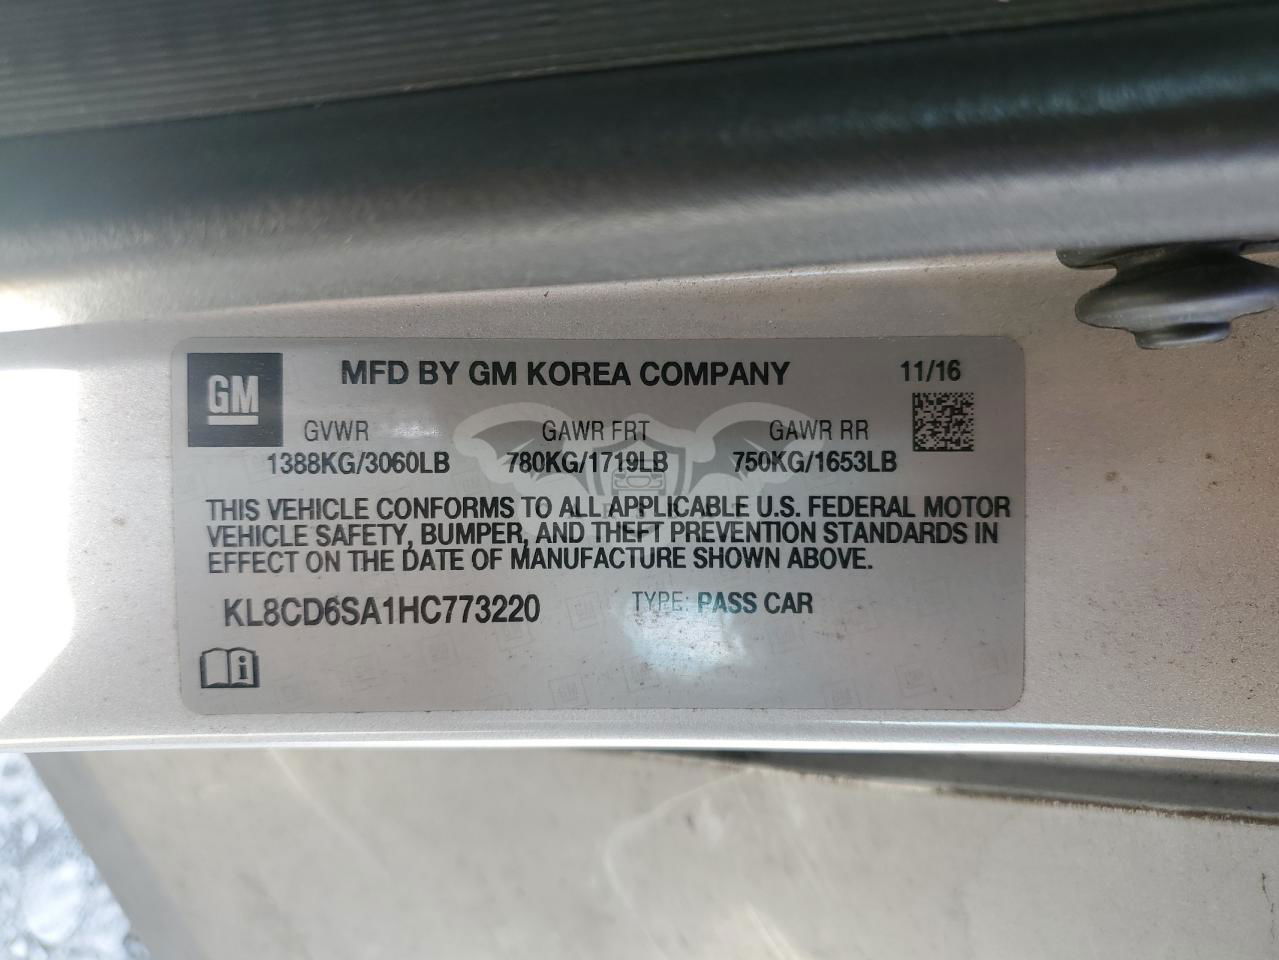 GM
MFD BY GM KOREA COMPANY 11/16
GVWR GAWR FRT GAWR RR
1388KG/3060LB 780KG/1719LB 750KG/1653LB
THIS VEHICLE CONFORMS TO ALL APPLICABLE U.S. FEDERAL MOTOR
VEHICLE SAFETY, BUMPER, AND THEFT PREVENTION STANDARDS IN
EFFECT ON THE DATE OF MANUFACTURE SHOWN ABOVE.
KL8CD6SA1HC773220 TYPE: PASS CAR